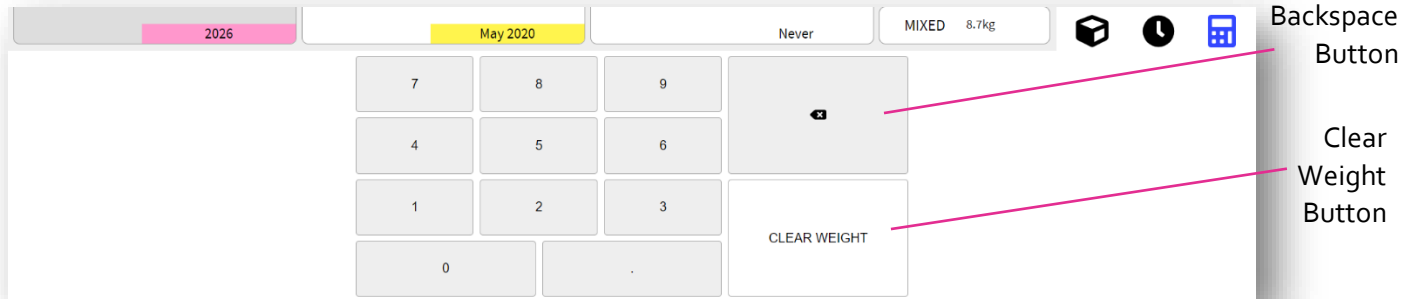 2026
May 2020
Never
MIXED 8.7kg
Backspace
Button
7 8 9
4 5 6
Clear
Weight
Button
1 2 3
CLEAR WEIGHT
0 .